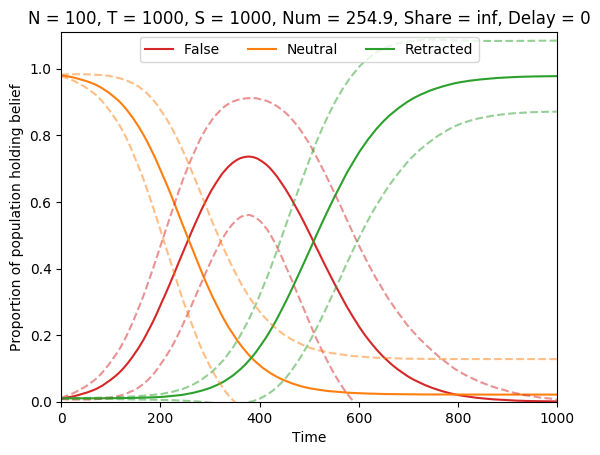 N = 100, T = 1000, S = 1000, Num = 254.9, Share = inf, Delay = 0
False Neutral Retracted
Proportion of population holding belief
1.0
0.8
0.6
0.4
0.2
0.0
0 200 400 600 800 1000
Time